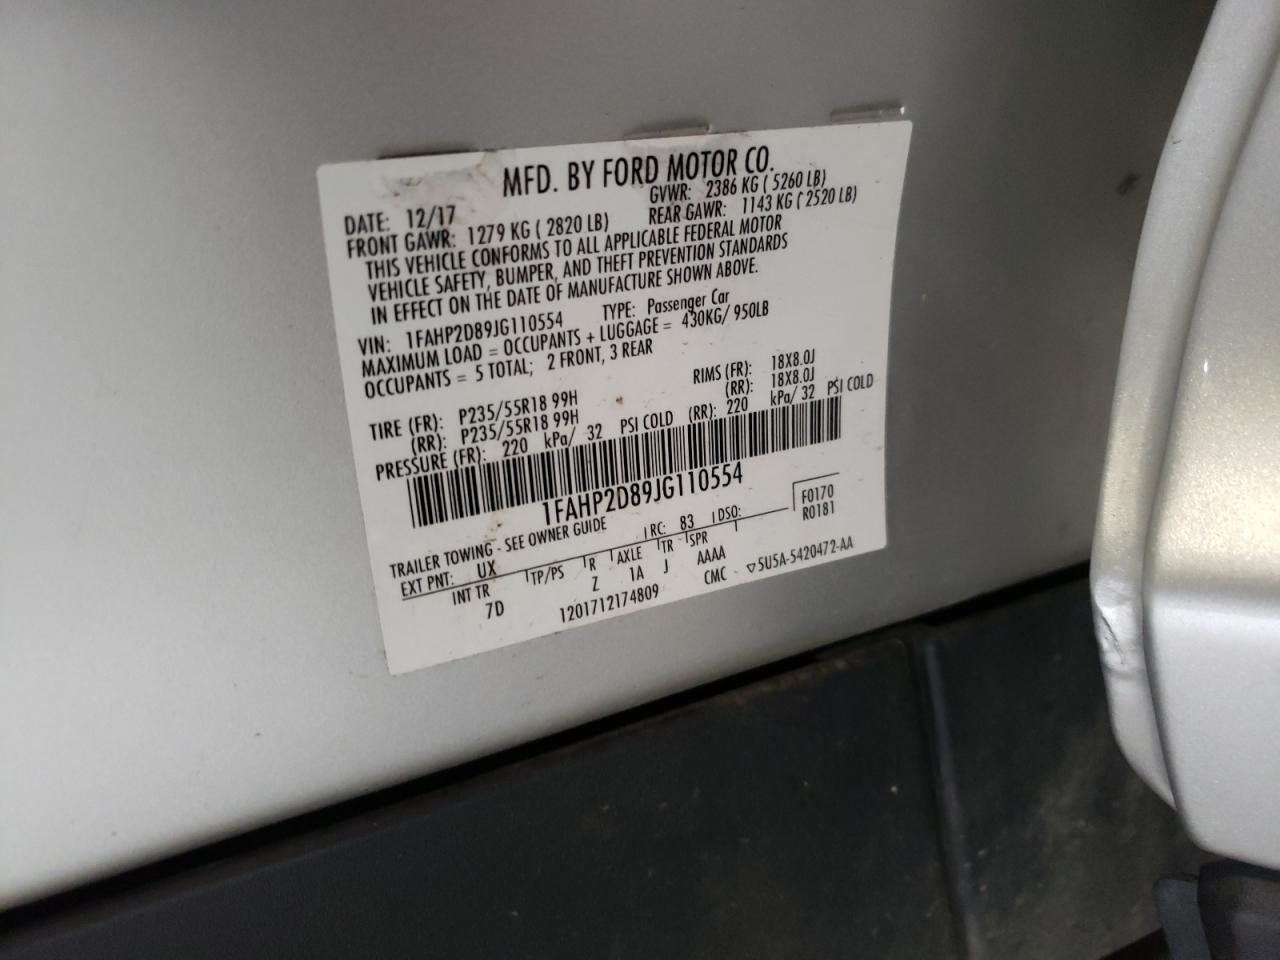 MFD. BY FORD MOTOR CO.
DATE: 12/17 GVWR: 2386 KG ( 5260 LB)
FRONT GAWR: 1279 KG ( 2820 LB) REAR GAWR: 1143 KG ( 2520 LB)
THIS VEHICLE CONFORMS TO ALL APPLICABLE FEDERAL MOTOR
VEHICLE SAFETY, BUMPER, AND THEFT PREVENTION STANDARDS
IN EFFECT ON THE DATE OF MANUFACTURE SHOWN ABOVE.
VIN: 1FAHP2D89JG110554 TYPE: Passenger Car
MAXIMUM LOAD = OCCUPANTS + LUGGAGE = 430KG/ 950LB
OCCUPANTS = 5 TOTAL; 2 FRONT, 3 REAR
TIRE (FR): P235/55R18 99H RIMS (FR): 18X8.0J
(RR): P235/55R18 99H (RR): 18X8.0J
PRESSURE (FR): 220 kPa/ 32 PSI COLD (RR): 220 kPa/ 32 PSI COLD
1FAHP2D89JG110554
F0170
TRAILER TOWING - SEE OWNER GUIDE RC: 83 DSO: R0181
EXT PNT: UX
INT TR TP/PS R AXLE TR SPR
7D Z 1A J AAAA
1201712174809 CMC ▽5U5A-5420472-AA